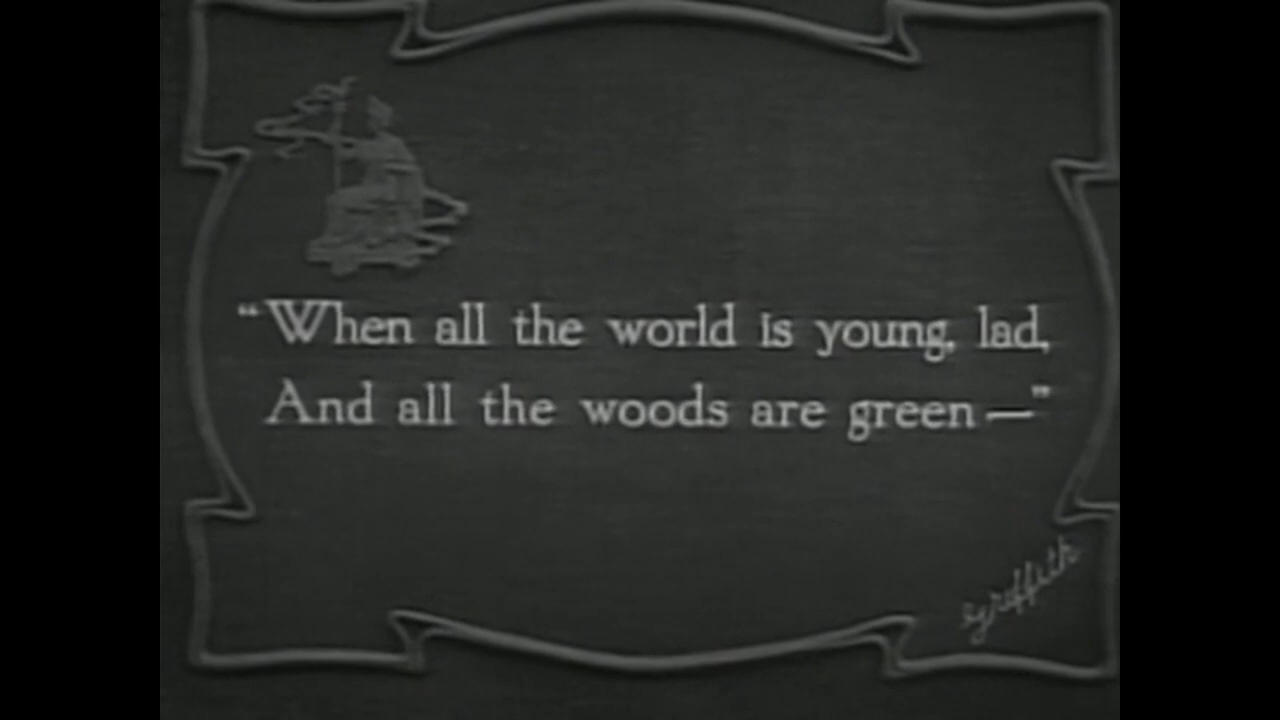 “When all the world is young, lad,
And all the woods are green—”
Griffith